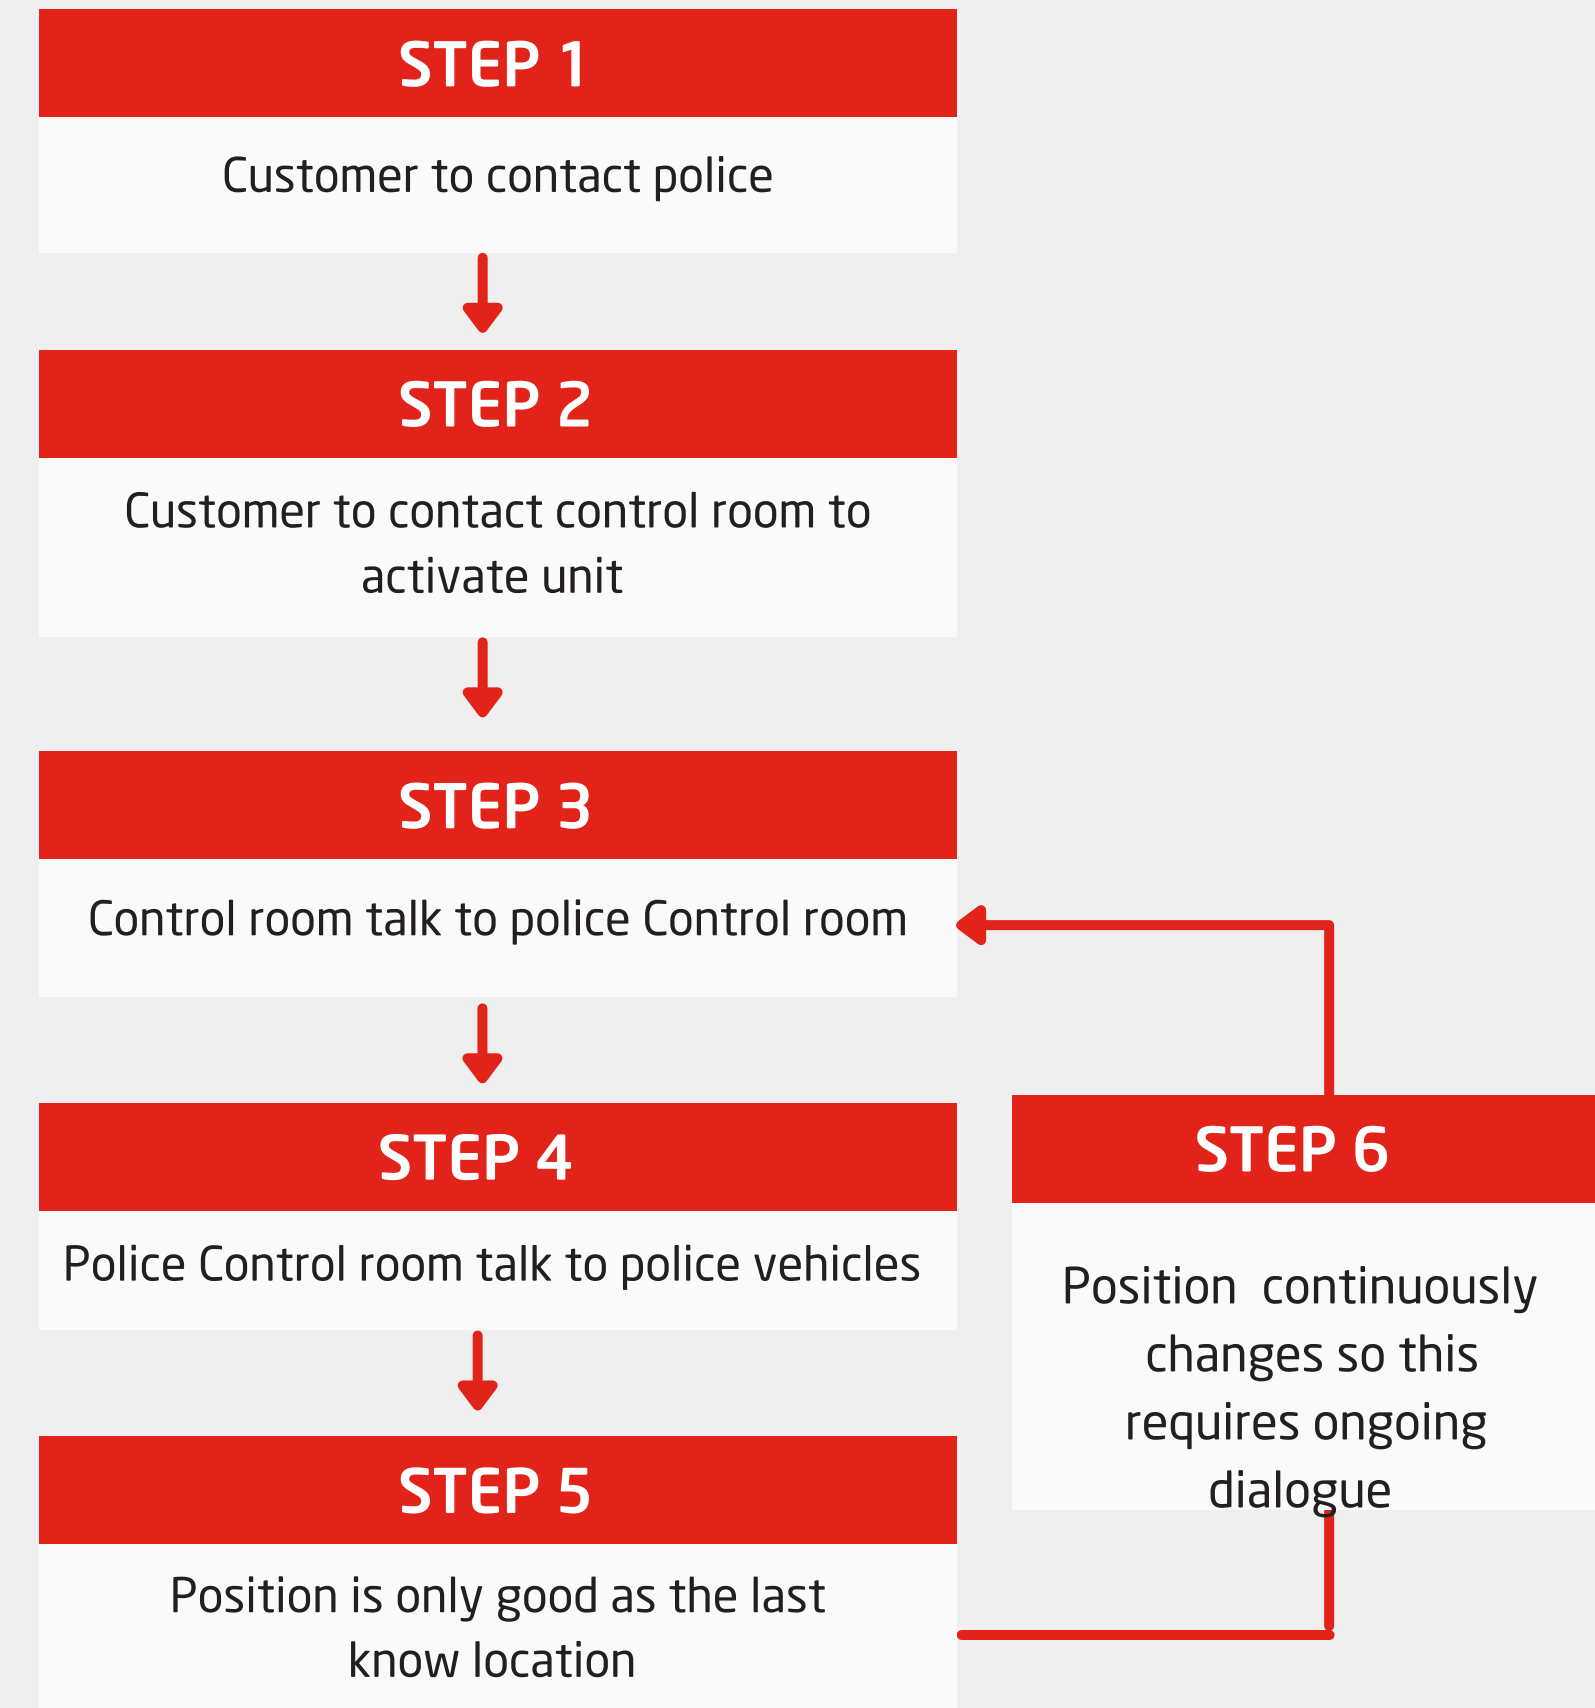 STEP 1
Customer to contact police
STEP 2
Customer to contact control room to
activate unit
STEP 3
Control room talk to police Control room
STEP 4
Police Control room talk to police vehicles
STEP 5
Position is only good as the last
know location
STEP 6
Position  continuously
changes so this
requires ongoing
dialogue